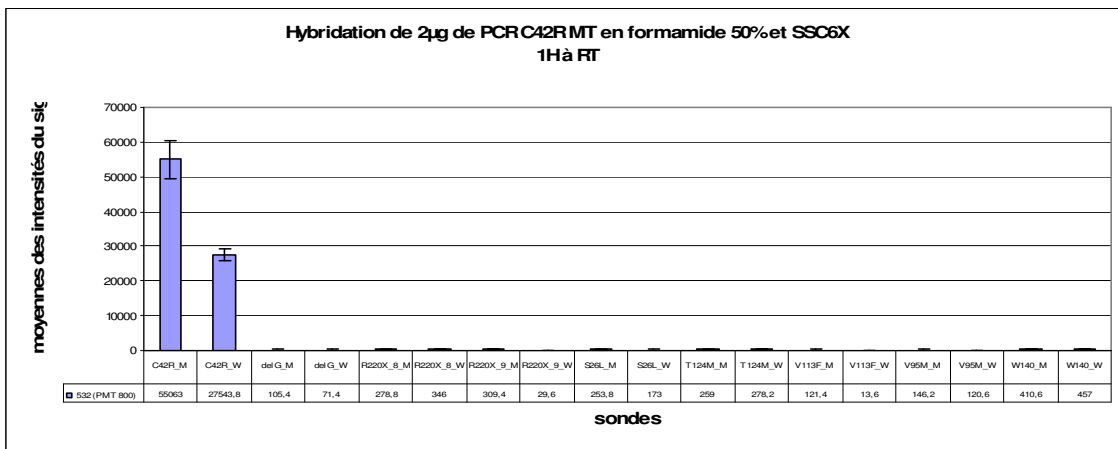 Hybridation de 2µg de PCR C42R MT en formamide 50% et SSC6X
1H à RT
moyennes des intensités du sig
70000
60000
50000
40000
30000
20000
10000
0
C42R_M C42R_W delG_M delG_W R220X_8_M R220X_8_W R220X_9_M R220X_9_W S26L_M S26L_W T124M_M T124M_W V113F_M V113F_W V95M_M V95M_W W140_M W140_W
532 (PMT 800) 55063 27543,8 105,4 71,4 278,8 346 309,4 29,6 253,8 173 259 278,2 121,4 13,6 146,2 120,6 410,6 457
sondes